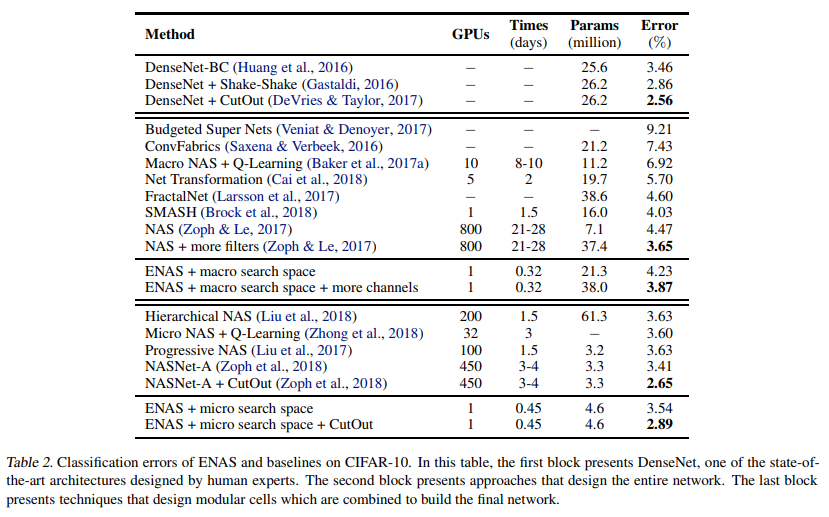 Method GPUs Times (days) Params (million) Error (%)
DenseNet-BC (Huang et al., 2016) − − 25.6 3.46
DenseNet + Shake-Shake (Gastaldi, 2016) − − 26.2 2.86
DenseNet + CutOut (DeVries & Taylor, 2017) − − 26.2 2.56
Budgeted Super Nets (Veniat & Denoyer, 2017) − − − 9.21
ConvFabrics (Saxena & Verbeek, 2016) − − 21.2 7.43
Macro NAS + Q-Learning (Baker et al., 2017a) 10 8-10 11.2 6.92
Net Transformation (Cai et al., 2018) 5 2 19.7 5.70
FractalNet (Larsson et al., 2017) − − 38.6 4.60
SMASH (Brock et al., 2018) 1 1.5 16.0 4.03
NAS (Zoph & Le, 2017) 800 21-28 7.1 4.47
NAS + more filters (Zoph & Le, 2017) 800 21-28 37.4 3.65
ENAS + macro search space 1 0.32 21.3 4.23
ENAS + macro search space + more channels 1 0.32 38.0 3.87
Hierarchical NAS (Liu et al., 2018) 200 1.5 61.3 3.63
Micro NAS + Q-Learning (Zhong et al., 2018) 32 3 − 3.60
Progressive NAS (Liu et al., 2017) 100 1.5 3.2 3.63
NASNet-A (Zoph et al., 2018) 450 3-4 3.3 3.41
NASNet-A + CutOut (Zoph et al., 2018) 450 3-4 3.3 2.65
ENAS + micro search space 1 0.45 4.6 3.54
ENAS + micro search space + CutOut 1 0.45 4.6 2.89
Table 2. Classification errors of ENAS and baselines on CIFAR-10. In this table, the first block presents DenseNet, one of the state-of-
the-art architectures designed by human experts. The second block presents approaches that design the entire network. The last block
presents techniques that design modular cells which are combined to build the final network.